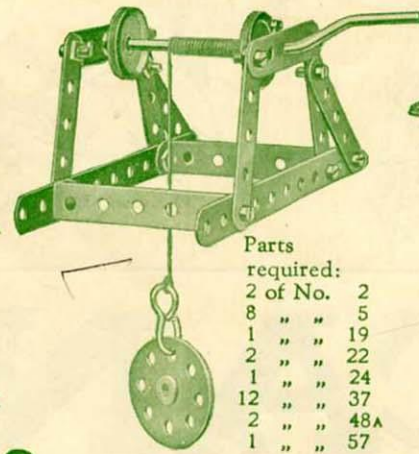 Parts
required:
2 of No. 2
8 „ „ 5
1 „ „ 19
2 „ „ 22
1 „ „ 24
12 „ „ 37
2 „ „ 48A
1 „ „ 57